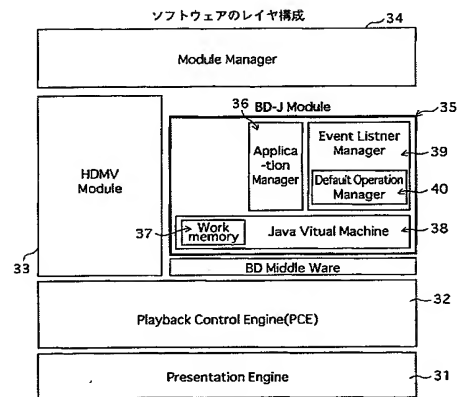 ソフトウェアのレイヤ構成
34
Module Manager
BD-J Module
35
36
Applica
-tion
Manager
Event Listner
Manager
39
Default Operation
Manager
40
HDMV
Module
33
37
Work
memory
Java Vitual Machine
38
BD Middle Ware
Playback Control Engine(PCE)
32
Presentation Engine
31